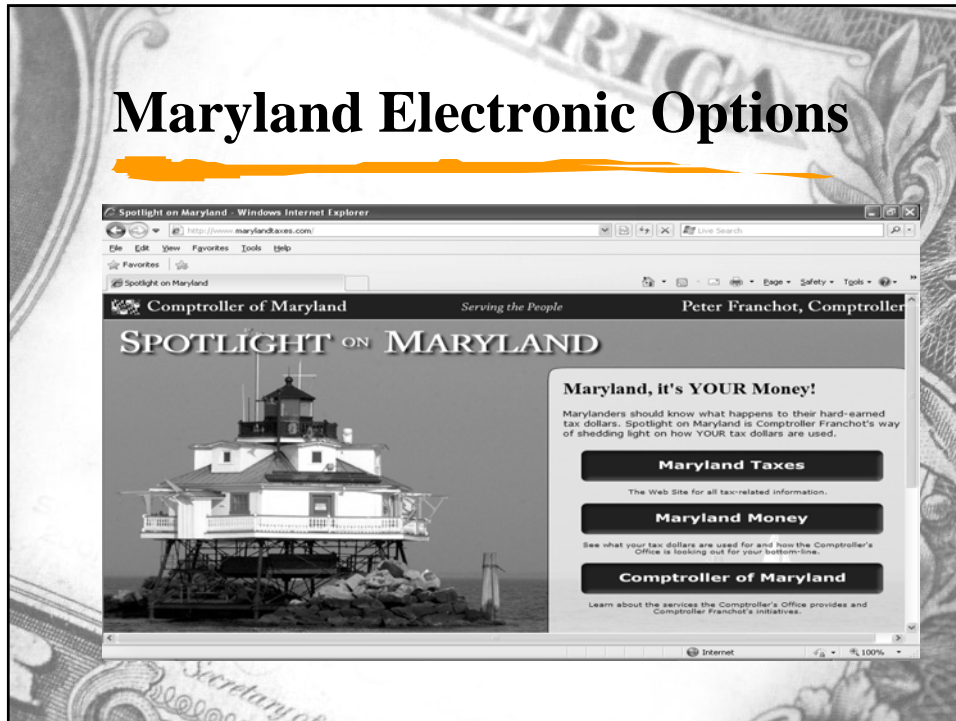 ERICA
Maryland Electronic Options
Spotlight on Maryland - Windows Internet Explorer
http://www.marylandtaxes.com/
Live Search
File Edit View Favorites Tools Help
Favorites
Spotlight on Maryland
Page Safety Tools
Comptroller of Maryland Serving the People Peter Franchot, Comptroller
SPOTLIGHT ON MARYLAND
Maryland, it's YOUR Money!
Marylanders should know what happens to their hard-earned
tax dollars. Spotlight on Maryland is Comptroller Franchot's way
of shedding light on how YOUR tax dollars are used.
Maryland Taxes
The Web Site for all tax-related information.
Maryland Money
See what your tax dollars are used for and how the Comptroller's
Office is looking out for your bottom-line.
Comptroller of Maryland
Learn about the services the Comptroller's Office provides and
Comptroller Franchot's initiatives.
Internet 100%
Secretary of